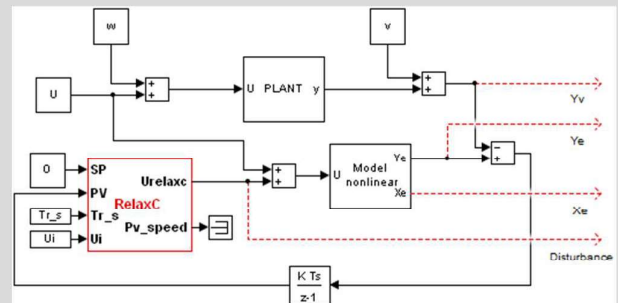 w
v
U
U PLANT y
+
+
+
+
Yv
Ye
0
SP
PV
Tr_s
Ui
RelaxC
Urelaxc
Pv_speed
Tr_s
Ui
+
+
U
Model
nonlinear
Ye
Xe
−
+
Xe
Disturbance
K Ts
z-1